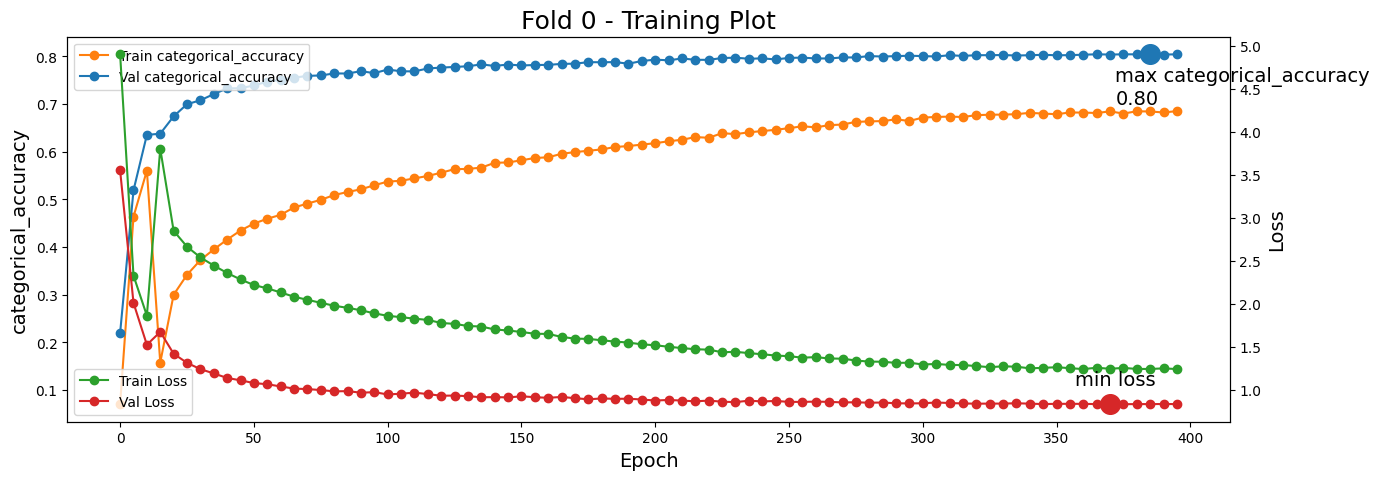 Fold 0 - Training Plot
Train categorical_accuracy
Val categorical_accuracy
max categorical_accuracy
0.80
categorical_accuracy
0.8
0.7
0.6
0.5
0.4
0.3
0.2
0.1
5.0
4.5
4.0
3.5
3.0
2.5
2.0
1.5
1.0
Loss
Train Loss
Val Loss
min loss
0
50
100
150
200
250
300
350
400
Epoch